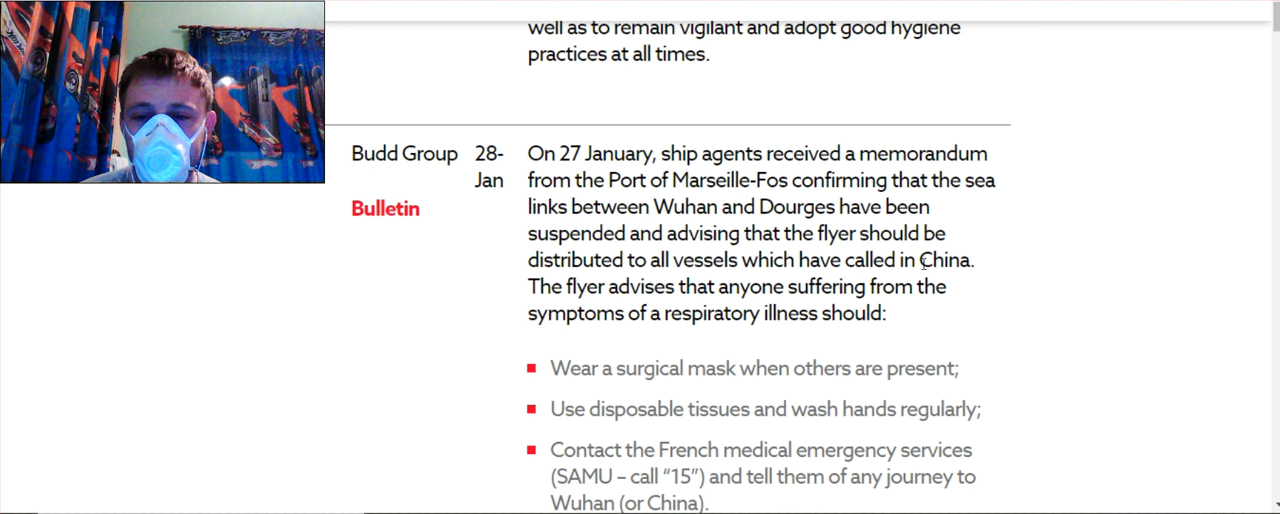 well as to remain vigilant and adopt good hygiene
practices at all times.
Budd Group
Bulletin
28-
Jan
On 27 January, ship agents received a memorandum
from the Port of Marseille-Fos confirming that the sea
links between Wuhan and Dourges have been
suspended and advising that the flyer should be
distributed to all vessels which have called in China.
The flyer advises that anyone suffering from the
symptoms of a respiratory illness should:
Wear a surgical mask when others are present;
Use disposable tissues and wash hands regularly;
Contact the French medical emergency services
(SAMU – call “15”) and tell them of any journey to
Wuhan (or China).